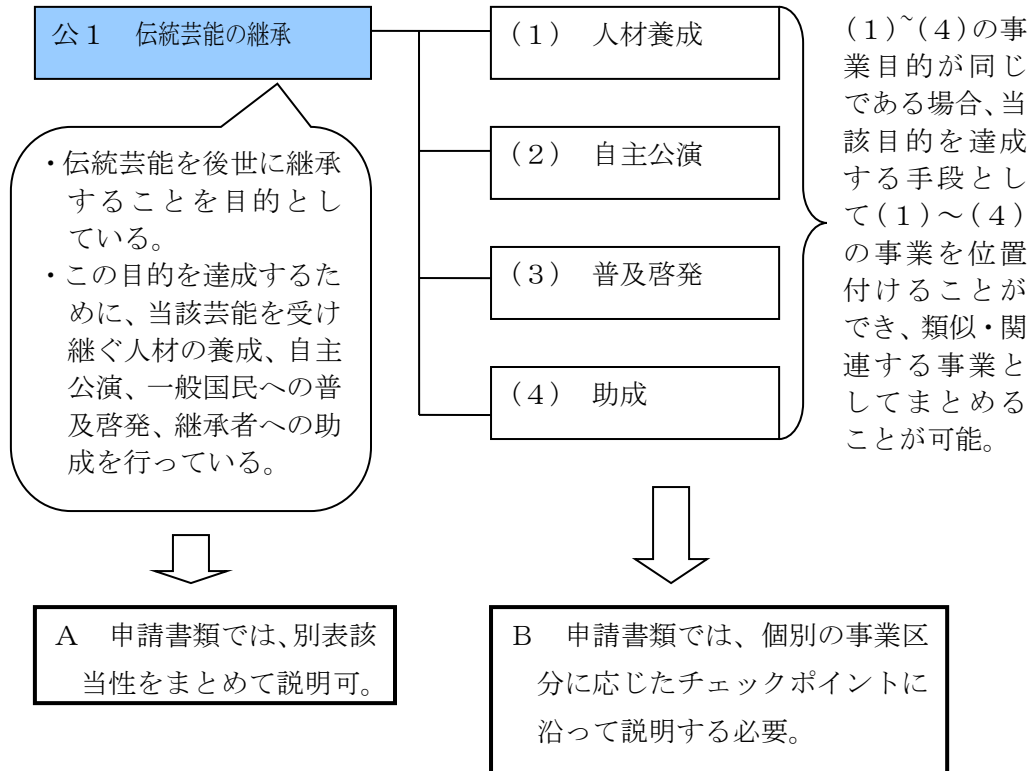 公１　伝統芸能の継承
・伝統芸能を後世に継承
することを目的とし
ている。
・この目的を達成するた
めに、当該芸能を受け
継ぐ人材の養成、自主
公演、一般国民への普
及啓発、継承者への助
成を行っている。
（１）　人材養成
（２）　自主公演
（３）　普及啓発
（４）　助成
(１)~(４)の事
業目的が同じ
である場合、当
該目的を達成
する手段とし
て(１)～(４)
の事業を位置
付けることが
でき、類似・関
連する事業と
してまとめる
ことが可能。
Ａ　申請書類では、別表該
当性をまとめて説明可。
Ｂ　申請書類では、個別の事業区
分に応じたチェックポイントに
沿って説明する必要。